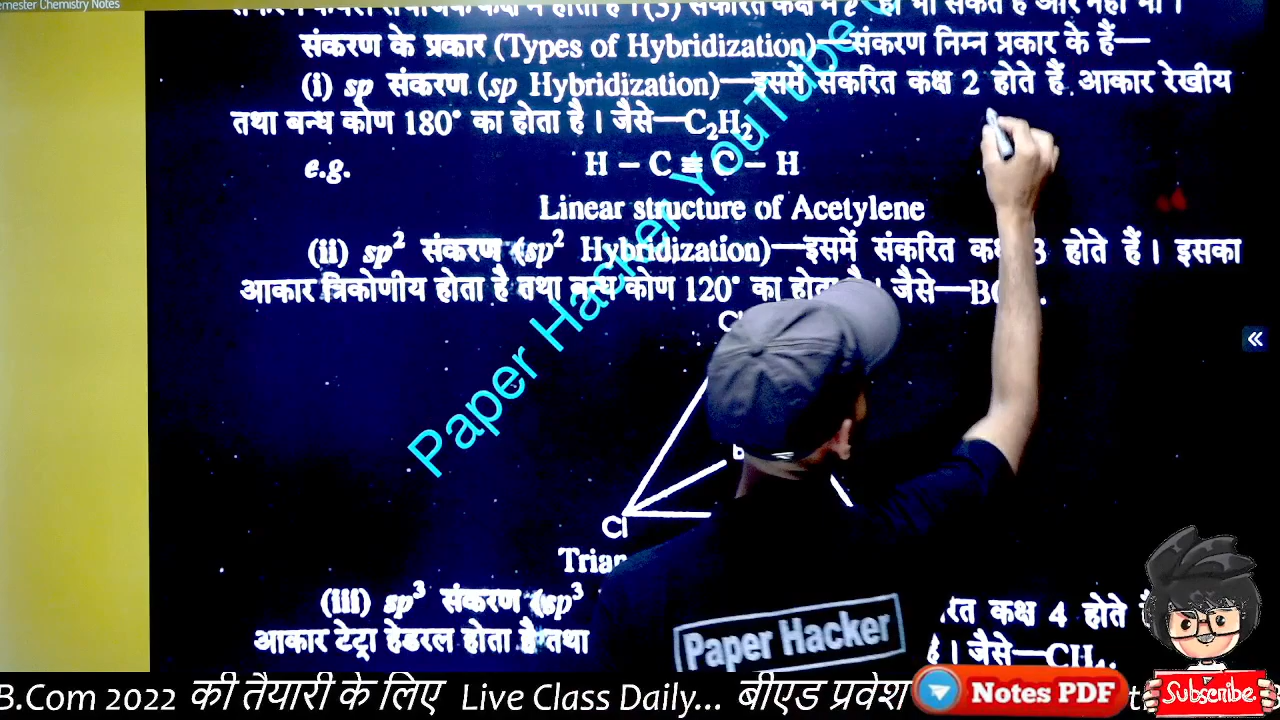 emester Chemistry Notes
संकरण के प्रकार (Types of Hybridization)—संकरण निम्न प्रकार के हैं—
(i) sp संकरण (sp Hybridization)—इसमें संकरित कक्ष 2 होते हैं. आकार रेखीय
तथा बन्ध कोण 180° का होता है। जैसे—C₂H₂
e.g. H – C ≡ C – H
Linear structure of Acetylene
(ii) sp² संकरण (sp² Hybridization)—इसमें संकरित 3 होते हैं। इसका
आकार त्रिकोणीय होता है तथा बन्ध कोण 120° का होता है। जैसे—
Cl
Cl
(iii) sp³ संकरण (sp³ कक्ष 4 होते
आकार टेट्रा हेडरल होता है तथा है। जैसे—CH₄.
Paper Hacker YouTube
Paper Hacker
B.Com 2022 की तैयारी के लिए Live Class Daily... बीएड प्रवेश
Notes PDF
Subscribe